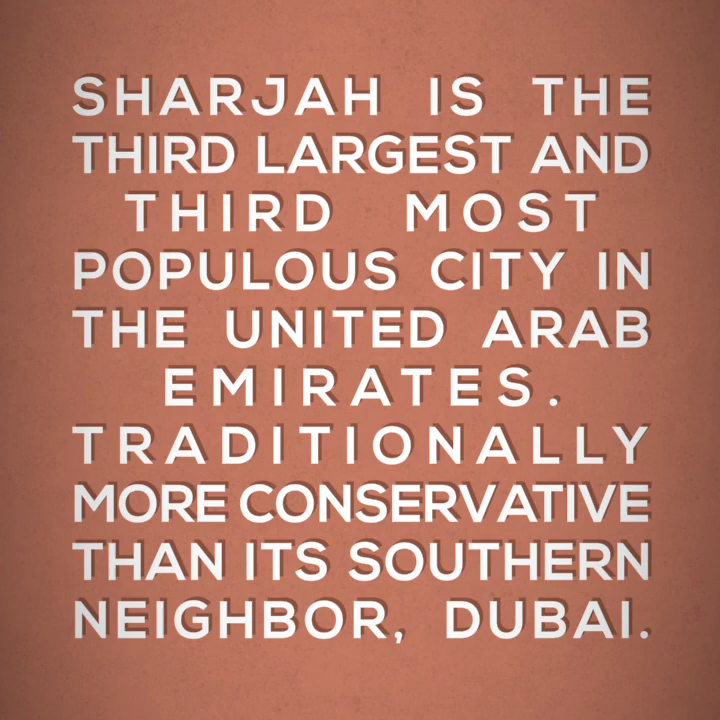 SHARJAH IS THE
THIRD LARGEST AND
THIRD MOST
POPULOUS CITY IN
THE UNITED ARAB
EMIRATES.
TRADITIONALLY
MORE CONSERVATIVE
THAN ITS SOUTHERN
NEIGHBOR, DUBAI.